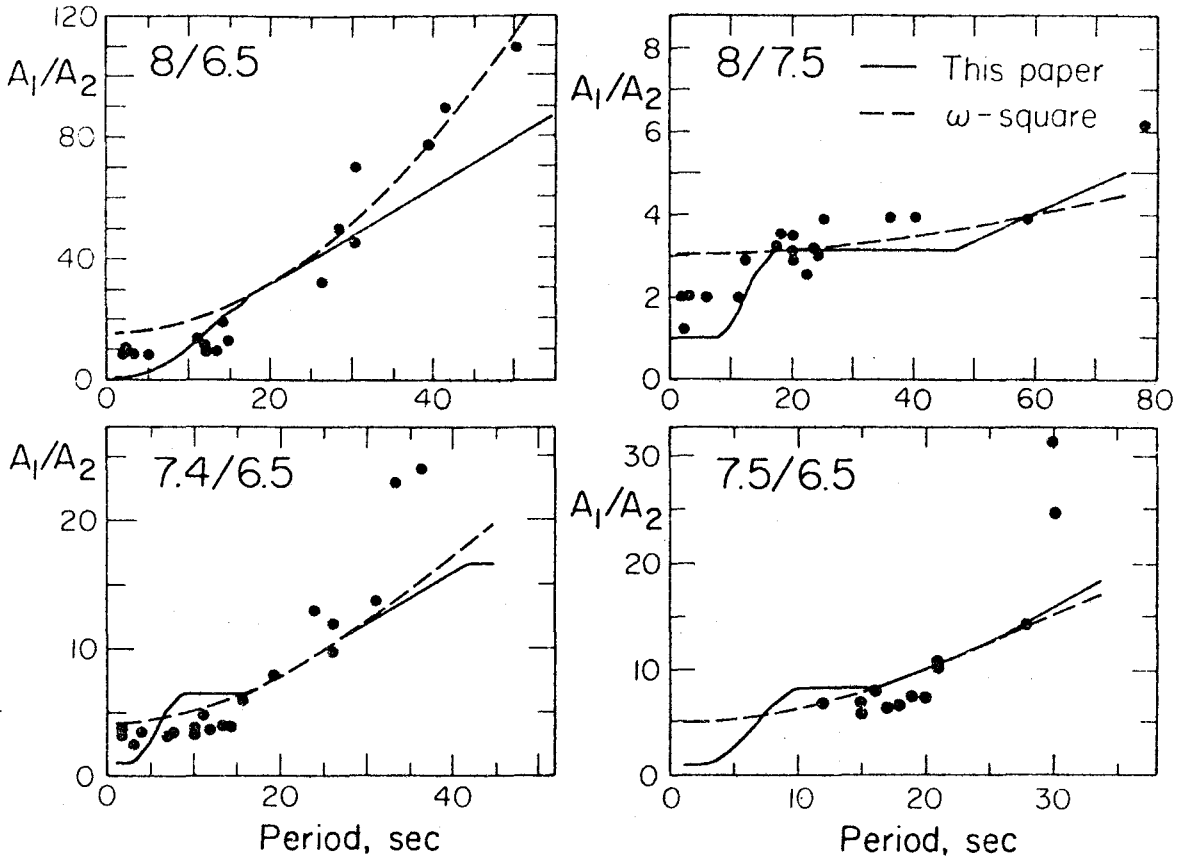 120
80
40
0
A₁/A₂
8/6.5
0 20 40
8
6
4
2
0
A₁/A₂
8/7.5
This paper
ω-square
0 20 40 60 80
A₁/A₂
7.4/6.5
20
10
0
0 20 40
Period, sec
30
A₁/A₂
7.5/6.5
20
10
0
0 10 20 30
Period, sec